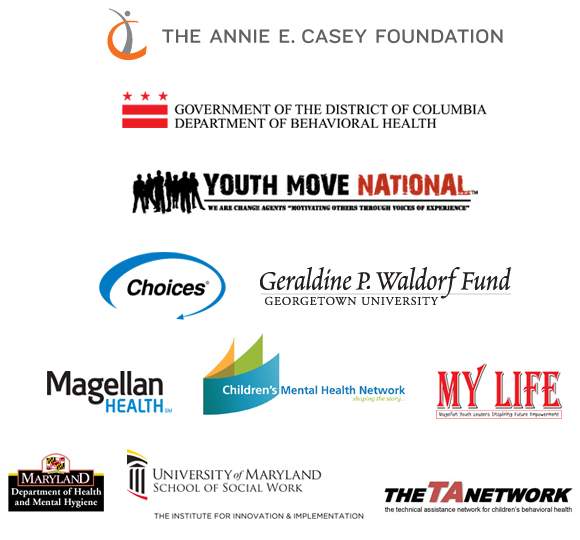 THE ANNIE E. CASEY FOUNDATION
GOVERNMENT OF THE DISTRICT OF COLUMBIA
DEPARTMENT OF BEHAVIORAL HEALTH
YOUTH MOVE NATIONAL™
WE ARE CHANGE AGENTS "MOTIVATING OTHERS THROUGH VOICES OF EXPERIENCE"
Choices®
Geraldine P. Waldorf Fund
GEORGETOWN UNIVERSITY
Magellan
HEALTH℠
Children's Mental Health Network
shaping the story...
MY LIFE
Magellan Youth Leaders Inspiring Future Empowerment
MARYLAND
Department of Health
and Mental Hygiene
UNIVERSITY of MARYLAND
SCHOOL OF SOCIAL WORK
THE INSTITUTE FOR INNOVATION & IMPLEMENTATION
THE TA NETWORK
the technical assistance network for children's behavioral health